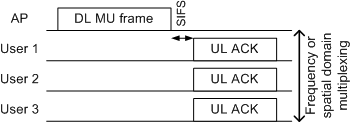 AP
DL MU frame
SIFS
User 1
UL ACK
User 2
UL ACK
User 3
UL ACK
Frequency or
spatial domain
multiplexing